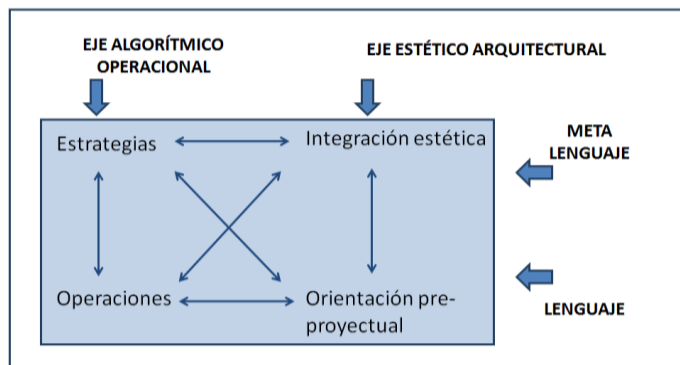 EJE ALGORÍTMICO
OPERACIONAL
EJE ESTÉTICO ARQUITECTURAL
Estrategias
Integración estética
META
LENGUAJE
Operaciones
Orientación pre-
proyectual
LENGUAJE